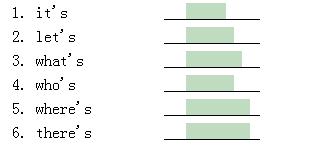 1. it's
2. let's
3. what's
4. who's
5. where's
6. there's